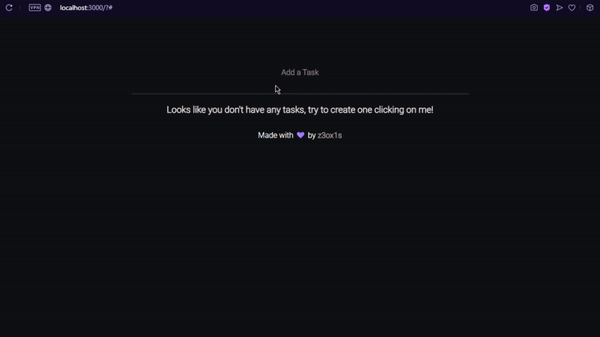 VPN localhost:3000/?#
Add a Task
Looks like you don't have any tasks, try to create one clicking on me!
Made with by z3ox1s